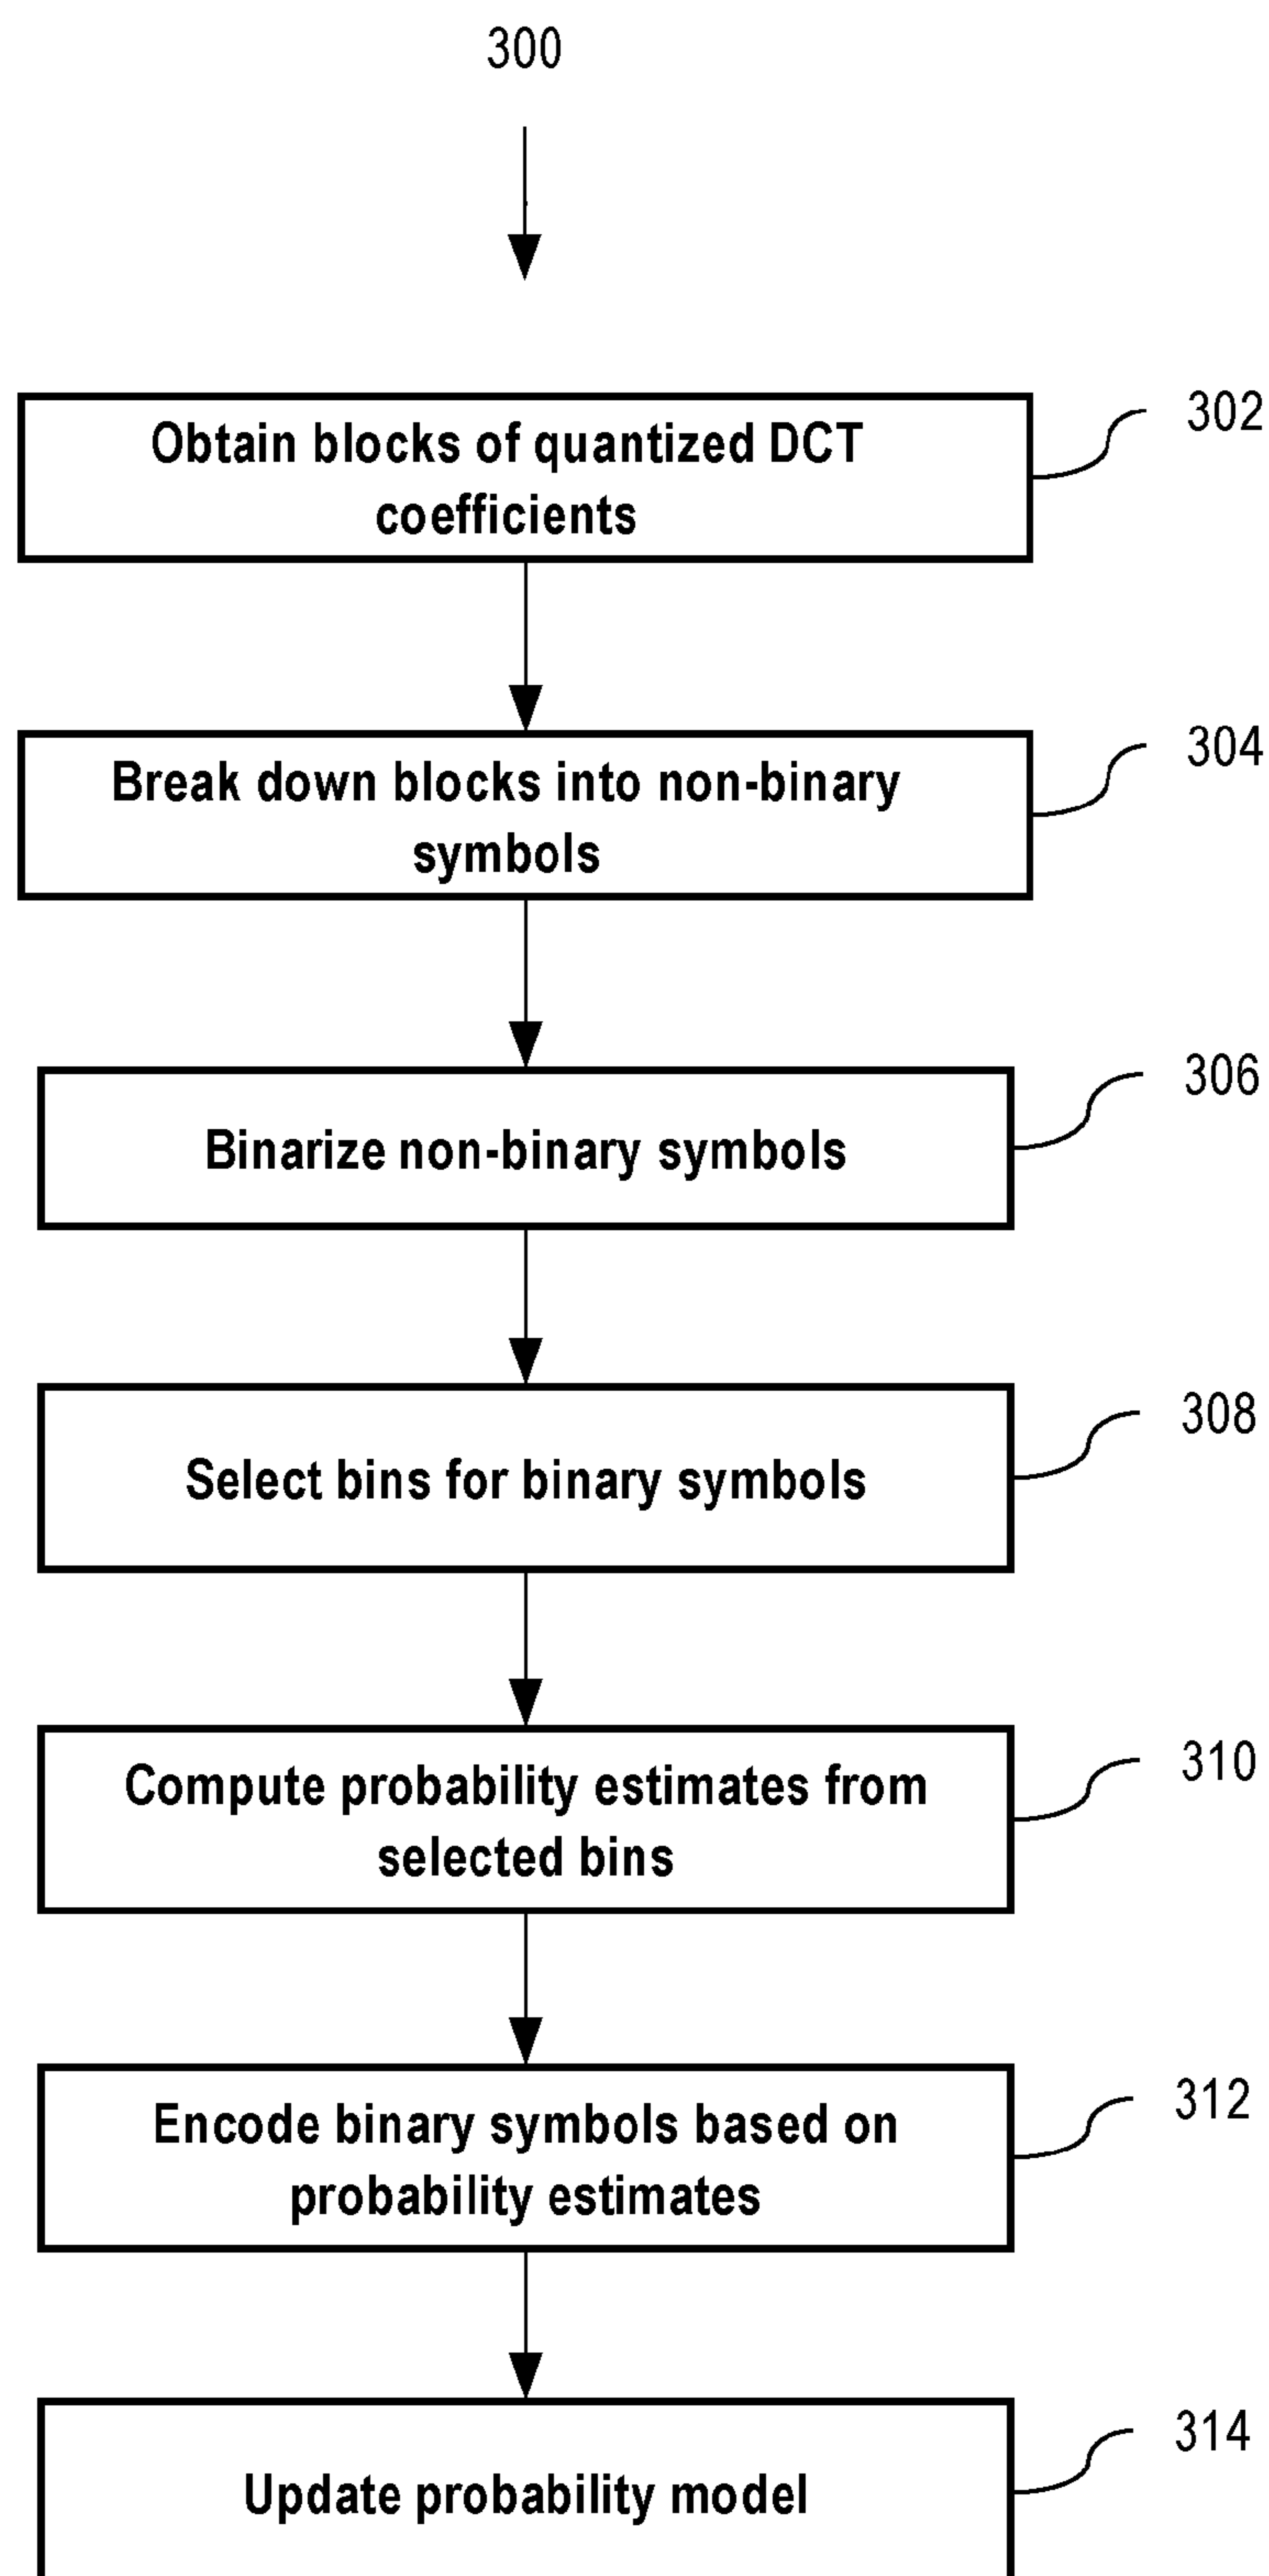 300
Obtain blocks of quantized DCT
coefficients
302
Break down blocks into non-binary
symbols
304
Binarize non-binary symbols
306
Select bins for binary symbols
308
Compute probability estimates from
selected bins
310
Encode binary symbols based on
probability estimates
312
Update probability model
314